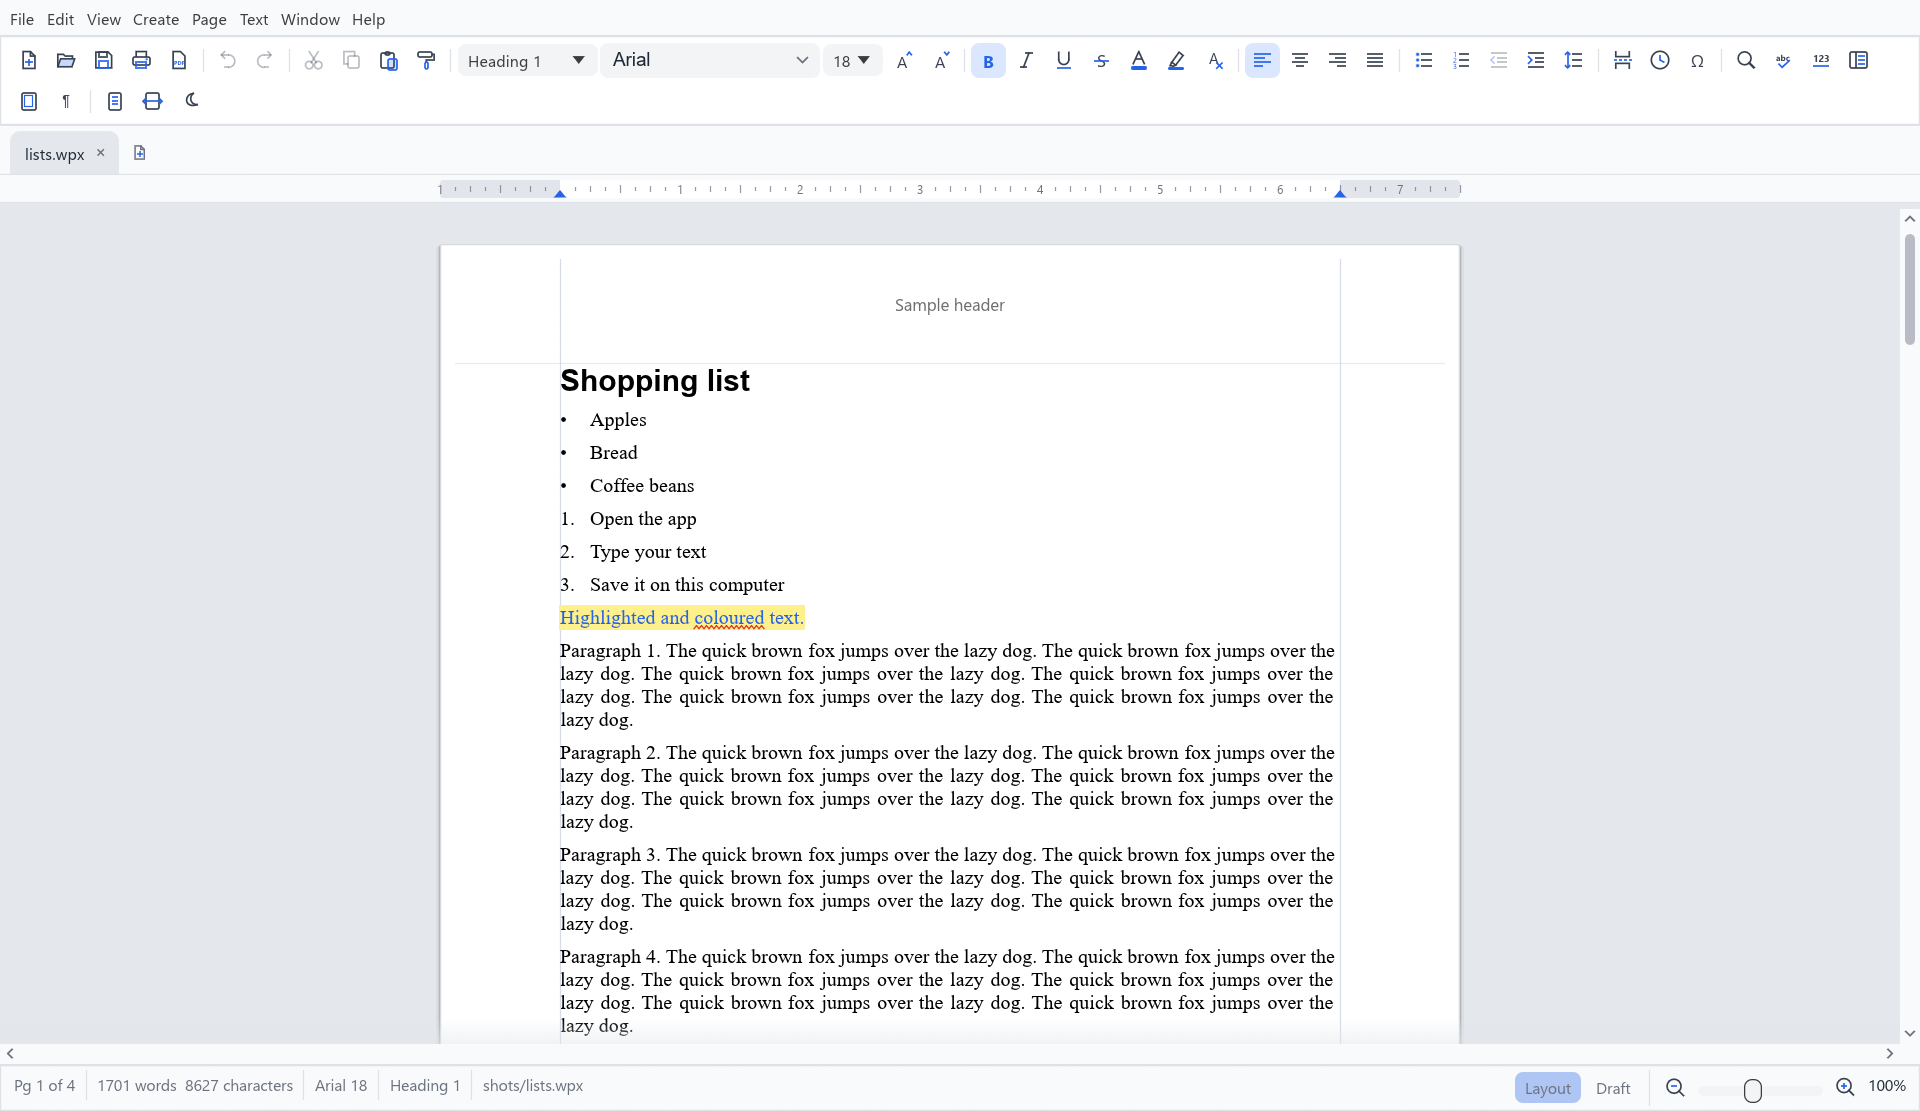 File Edit View Create Page Text Window Help
Heading 1 Arial 18
lists.wpx
1 1 2 3 4 5 6 7
Sample header
Shopping list
• Apples
• Bread
• Coffee beans
1. Open the app
2. Type your text
3. Save it on this computer
Highlighted and coloured text.
Paragraph 1. The quick brown fox jumps over the lazy dog. The quick brown fox jumps over the
lazy dog. The quick brown fox jumps over the lazy dog. The quick brown fox jumps over the
lazy dog. The quick brown fox jumps over the lazy dog. The quick brown fox jumps over the
lazy dog.
Paragraph 2. The quick brown fox jumps over the lazy dog. The quick brown fox jumps over the
lazy dog. The quick brown fox jumps over the lazy dog. The quick brown fox jumps over the
lazy dog. The quick brown fox jumps over the lazy dog. The quick brown fox jumps over the
lazy dog.
Paragraph 3. The quick brown fox jumps over the lazy dog. The quick brown fox jumps over the
lazy dog. The quick brown fox jumps over the lazy dog. The quick brown fox jumps over the
lazy dog. The quick brown fox jumps over the lazy dog. The quick brown fox jumps over the
lazy dog.
Paragraph 4. The quick brown fox jumps over the lazy dog. The quick brown fox jumps over the
lazy dog. The quick brown fox jumps over the lazy dog. The quick brown fox jumps over the
lazy dog. The quick brown fox jumps over the lazy dog. The quick brown fox jumps over the
lazy dog.
Pg 1 of 4 1701 words 8627 characters Arial 18 Heading 1 shots/lists.wpx Layout Draft 100%